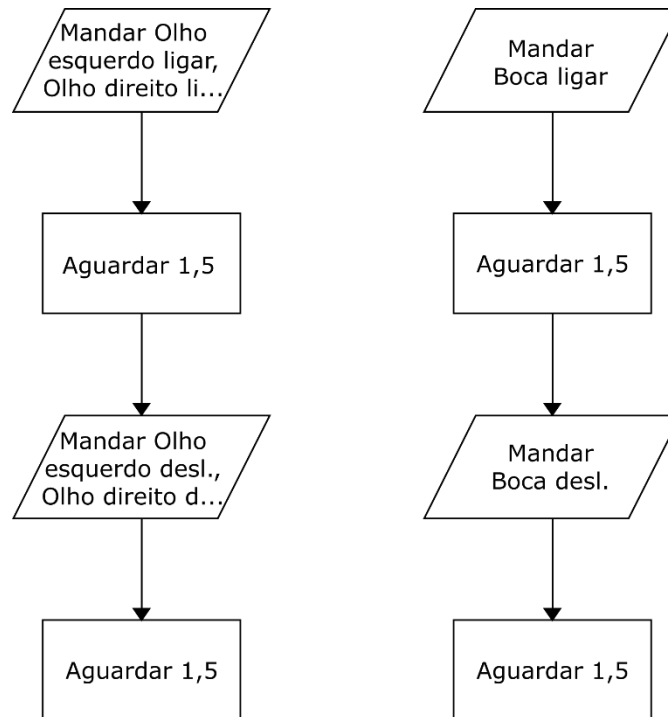 Mandar Olho
esquerdo ligar,
Olho direito li...
Aguardar 1,5
Mandar Olho
esquerdo desl.,
Olho direito d...
Aguardar 1,5
Mandar
Boca ligar
Aguardar 1,5
Mandar
Boca desl.
Aguardar 1,5